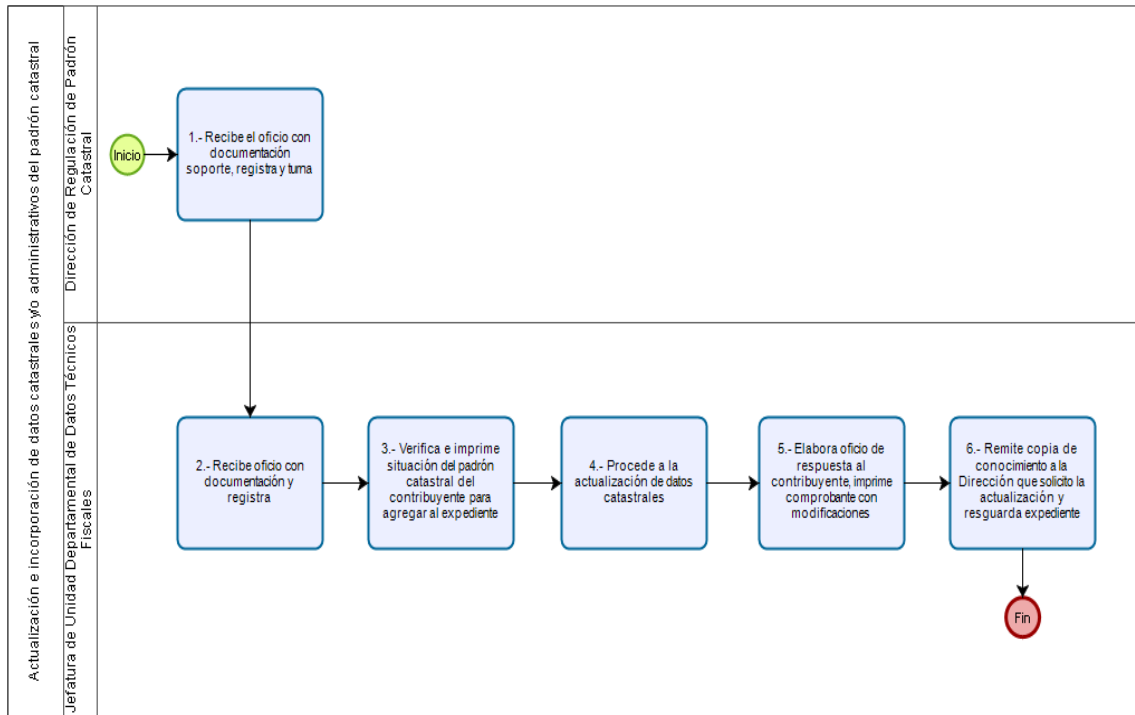 Actualización e incorporación de datos catastrales y/o administrativos del padrón catastral
Dirección de Regulación de Padrón
Catastral
Inicio
1.- Recibe el oficio con
documentación
soporte, registra y turna
Jefatura de Unidad Departamental de Datos Técnicos
Fiscales
2.- Recibe oficio con
documentación y
registra
3.- Verifica e imprime
situación del padrón
catastral del
contribuyente para
agregar al expediente
4.- Procede a la
actualización de datos
catastrales
5.- Elabora oficio de
respuesta al
contribuyente, imprime
comprobante con
modificaciones
6.- Remite copia de
conocimiento a la
Dirección que solicito la
actualización y
resguarda expediente
Fin